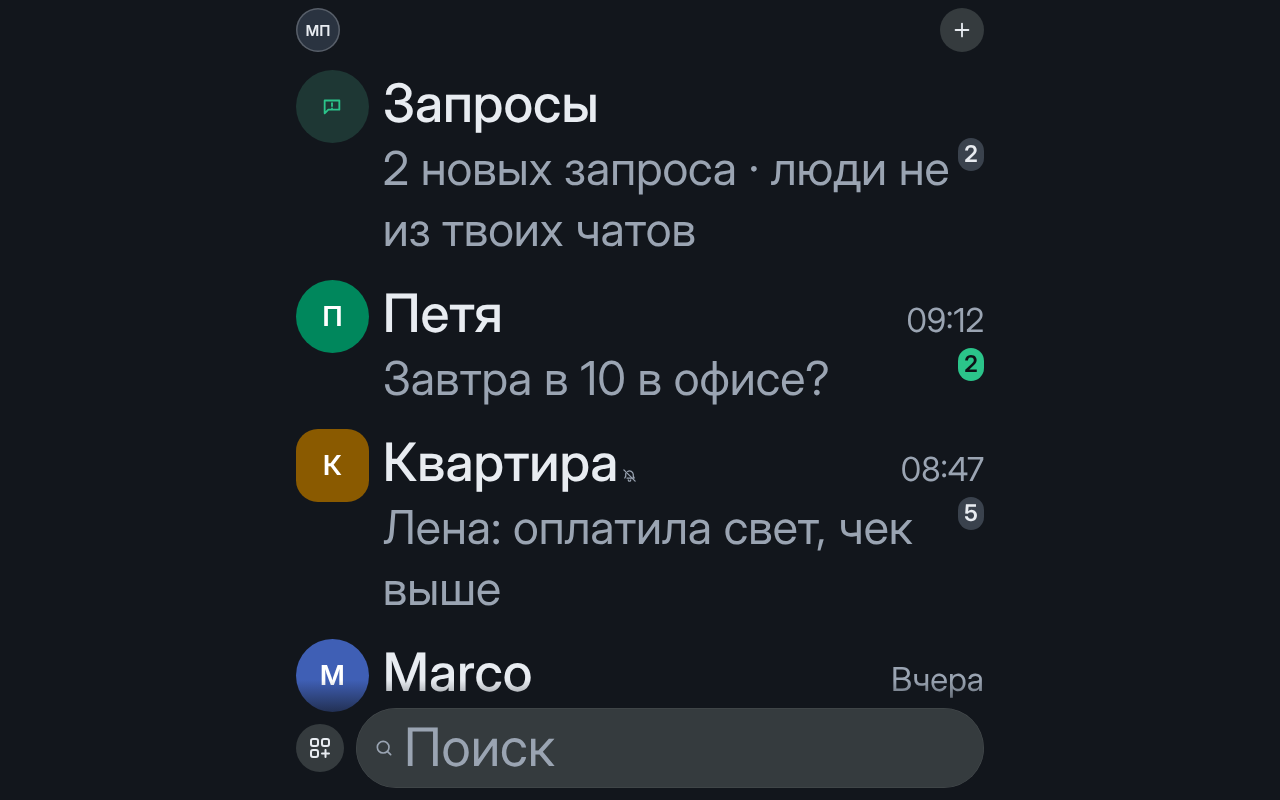 МП
Запросы
2 новых запроса · люди не 2
из твоих чатов
П Петя 09:12
Завтра в 10 в офисе? 2
К Квартира 08:47
Лена: оплатила свет, чек 5
выше
M Marco Вчера
Поиск